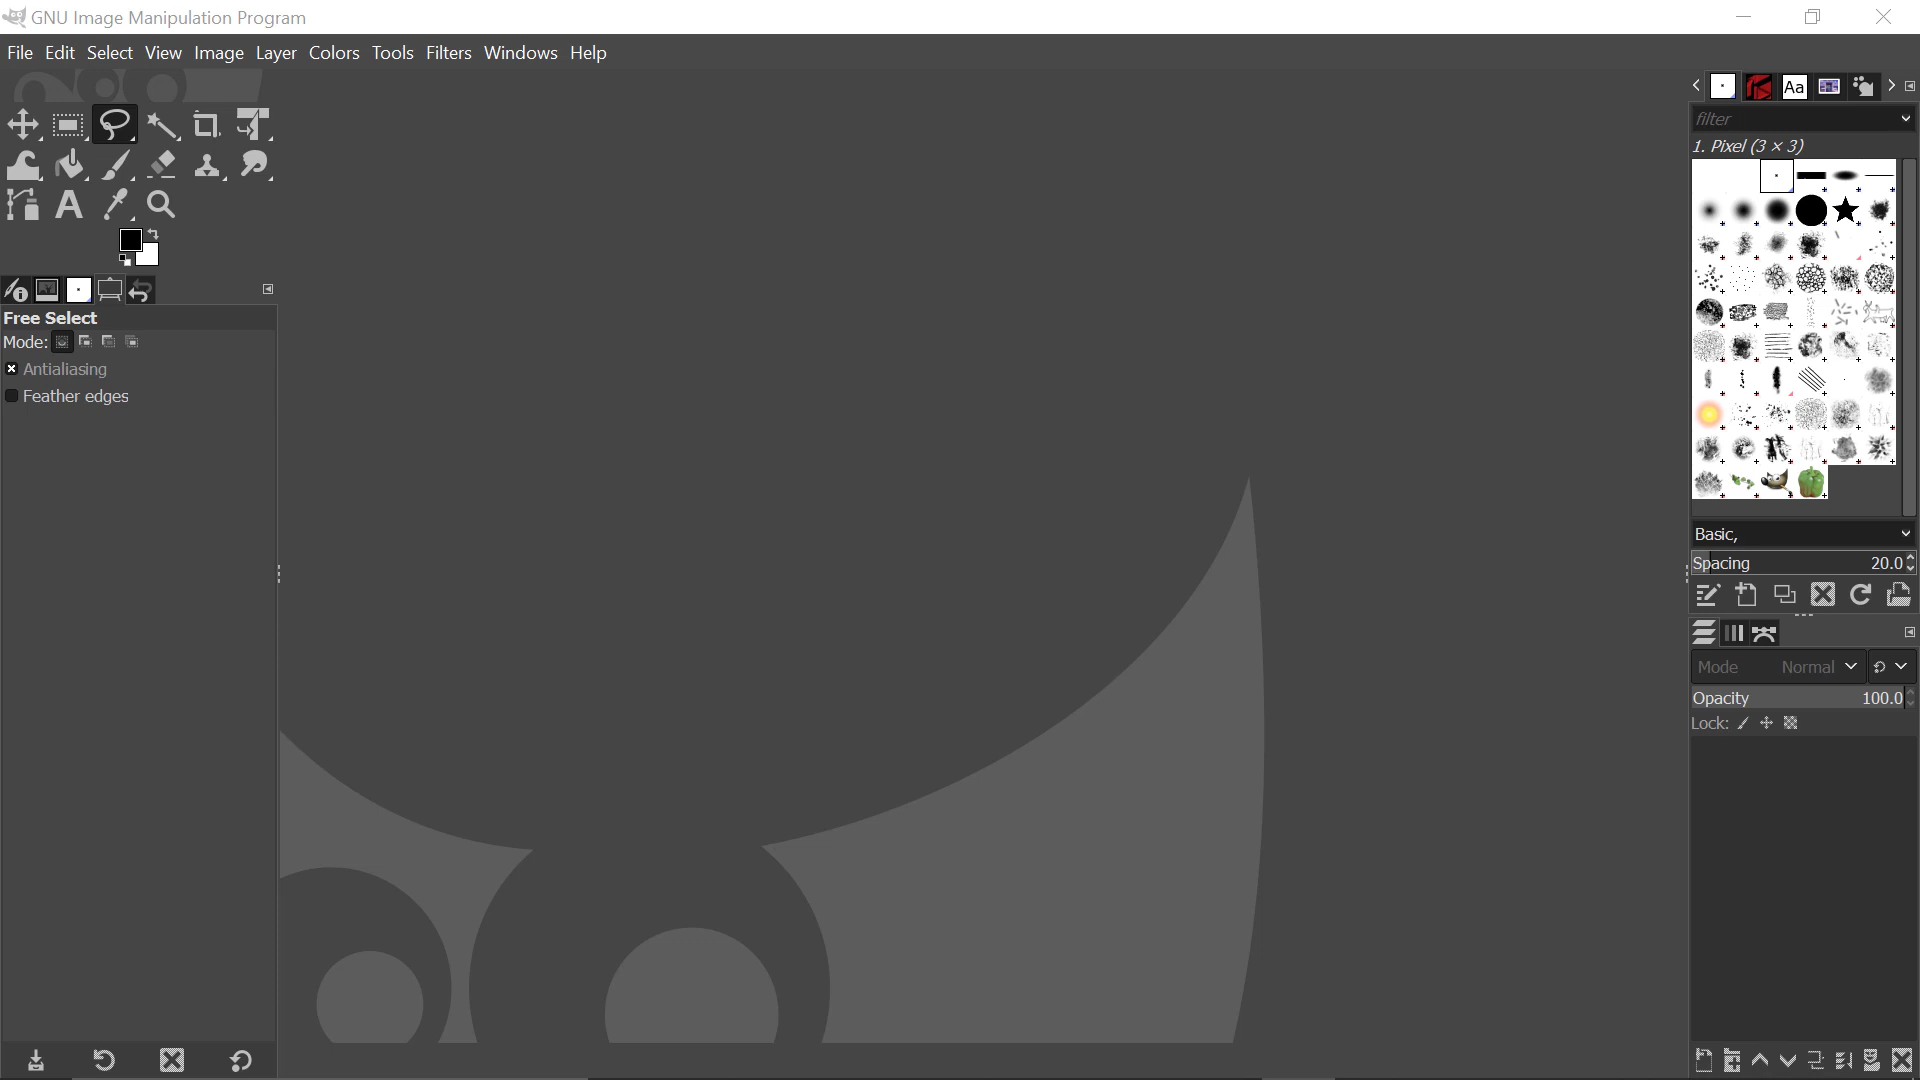 GNU Image Manipulation Program
File Edit Select View Image Layer Colors Tools Filters Windows Help
Aa
filter
1. Pixel (3 × 3)
A
Free Select
Mode:
Antialiasing
Feather edges
Basic,
Spacing 20.0
Mode Normal
Opacity 100.0
Lock: